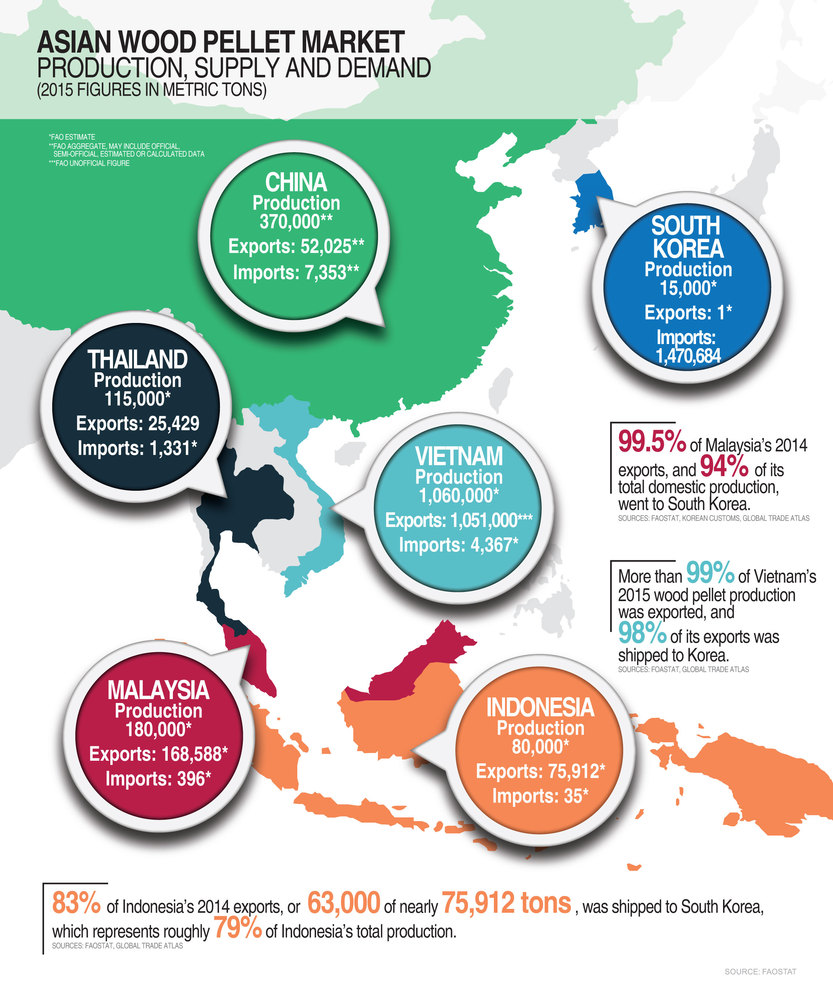 ASIAN WOOD PELLET MARKET
PRODUCTION, SUPPLY AND DEMAND
(2015 FIGURES IN METRIC TONS)
*FAO ESTIMATE
**FAO AGGREGATE, MAY INCLUDE OFFICIAL,
SEMI-OFFICIAL, ESTIMATED OR CALCULATED DATA
***FAO UNOFFICIAL FIGURE
CHINA
Production
370,000**
Exports: 52,025**
Imports: 7,353**
SOUTH
KOREA
Production
15,000*
Exports: 1*
Imports:
1,470,684
THAILAND
Production
115,000*
Exports: 25,429
Imports: 1,331*
VIETNAM
Production
1,060,000*
Exports: 1,051,000***
Imports: 4,367*
99.5% of Malaysia's 2014
exports, and 94% of its
total domestic production,
went to South Korea.
SOURCES: FAOSTAT, KOREAN CUSTOMS, GLOBAL TRADE ATLAS
More than 99% of Vietnam's
2015 wood pellet production
was exported, and
98% of its exports was
shipped to Korea.
SOURCES: FOASTAT, GLOBAL TRADE ATLAS
MALAYSIA
Production
180,000*
Exports: 168,588*
Imports: 396*
INDONESIA
Production
80,000*
Exports: 75,912*
Imports: 35*
83% of Indonesia's 2014 exports, or 63,000 of nearly 75,912 tons , was shipped to South Korea,
which represents roughly 79% of Indonesia's total production.
SOURCES: FAOSTAT, GLOBAL TRADE ATLAS
SOURCE: FAOSTAT